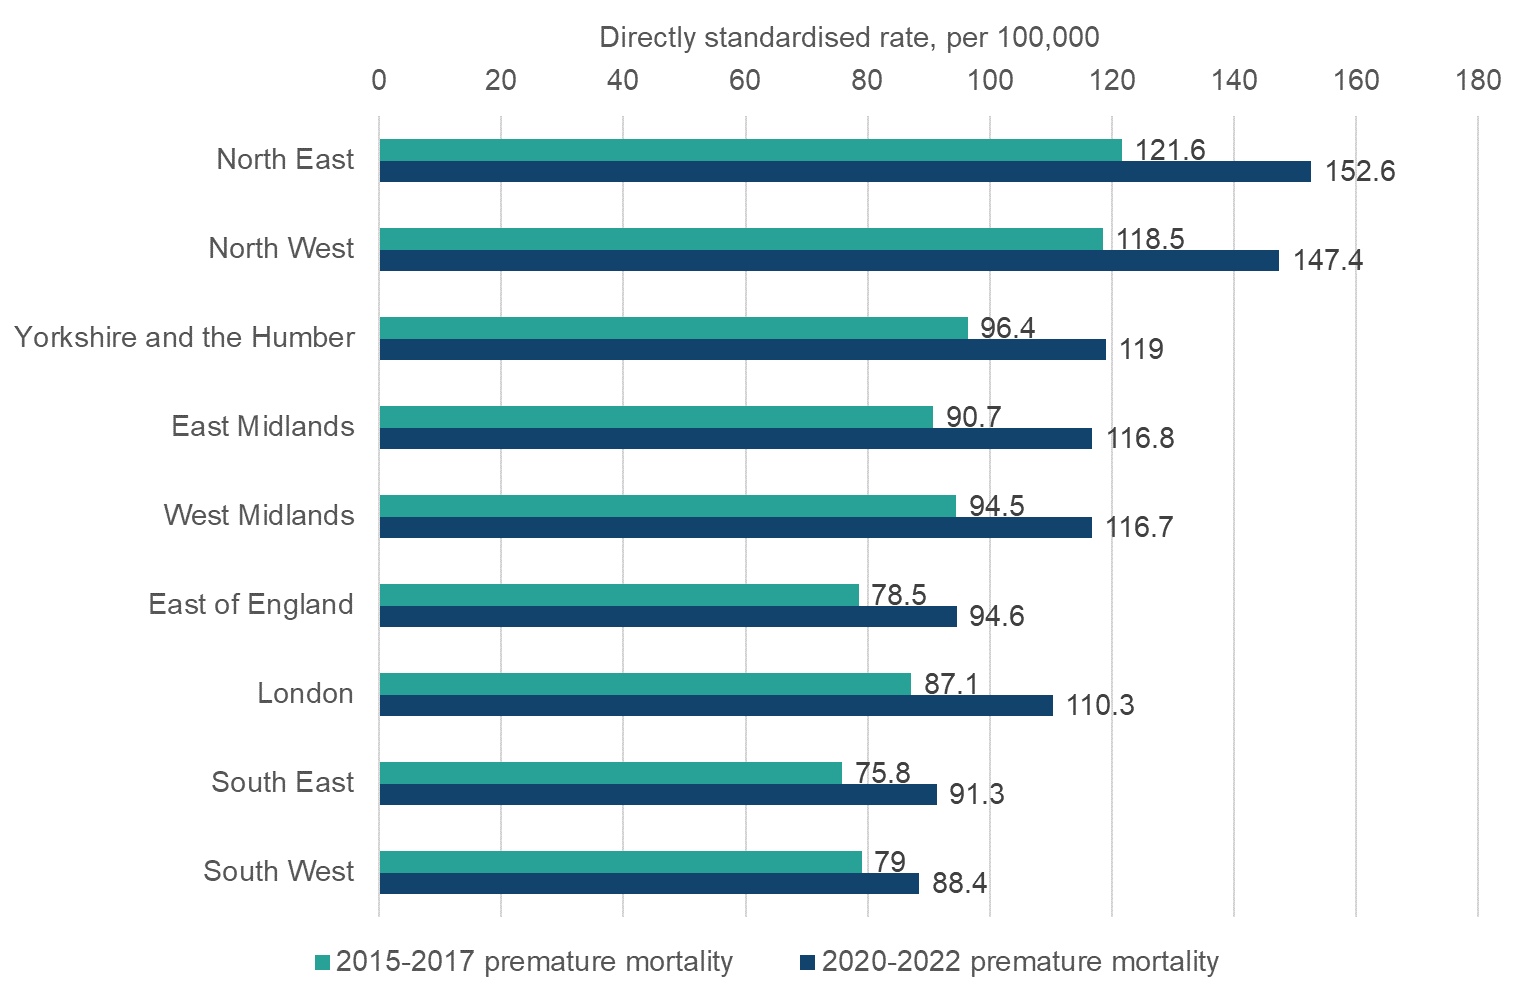 Directly standardised rate, per 100,000
0 20 40 60 80 100 120 140 160 180
North East 121.6
152.6
North West 118.5
147.4
Yorkshire and the Humber 96.4
119
East Midlands 90.7
116.8
West Midlands 94.5
116.7
East of England 78.5
94.6
London 87.1
110.3
South East 75.8
91.3
South West 79
88.4
2015-2017 premature mortality 2020-2022 premature mortality